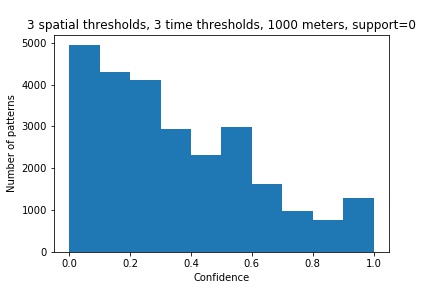 3 spatial thresholds, 3 time thresholds, 1000 meters, support=0
5000
4000
3000
2000
1000
0
Number of patterns
0.0 0.2 0.4 0.6 0.8 1.0
Confidence